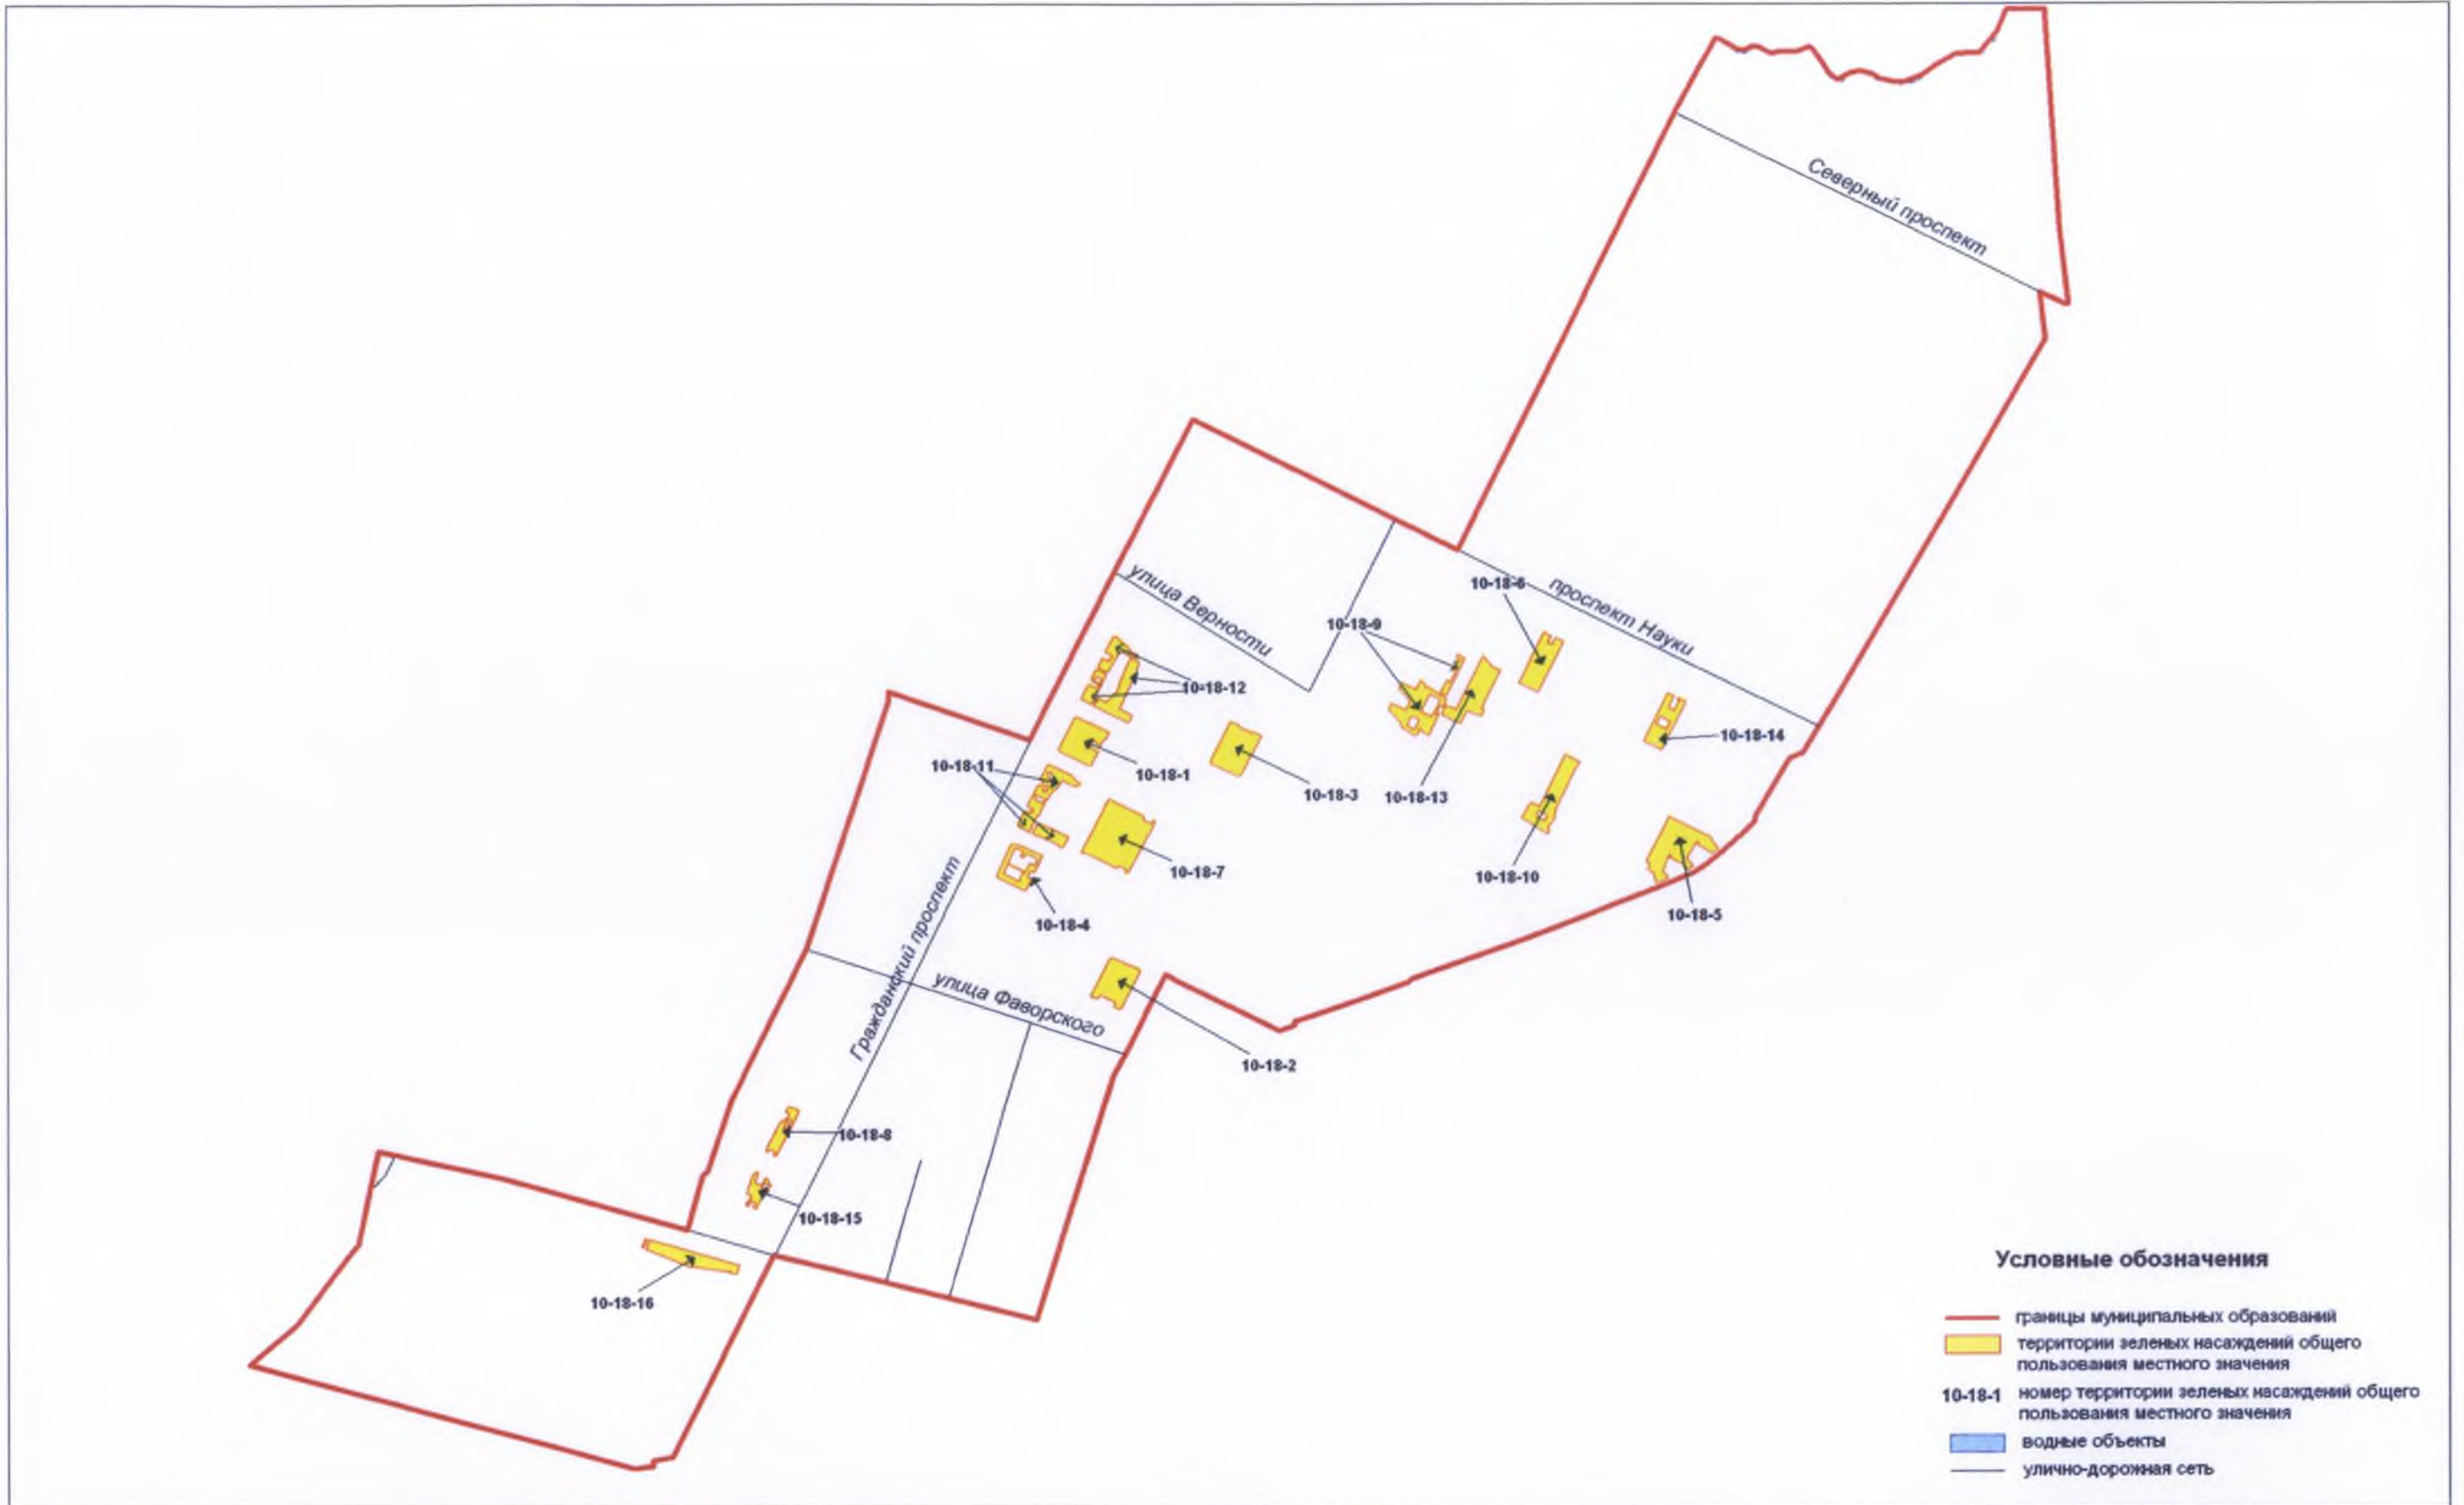 Северный проспект
улица Верности
10-18-6
проспект Науки
10-18-9
10-18-12
10-18-14
10-18-11
10-18-1
10-18-3
10-18-13
10-18-7
10-18-10
10-18-4
10-18-5
Гражданский проспект
улица Фаворского
10-18-2
10-18-8
10-18-15
10-18-16
Условные обозначения
границы муниципальных образований
территории зеленых насаждений общего
пользования местного значения
10-18-1 номер территории зеленых насаждений общего
пользования местного значения
водные объекты
улично-дорожная сеть